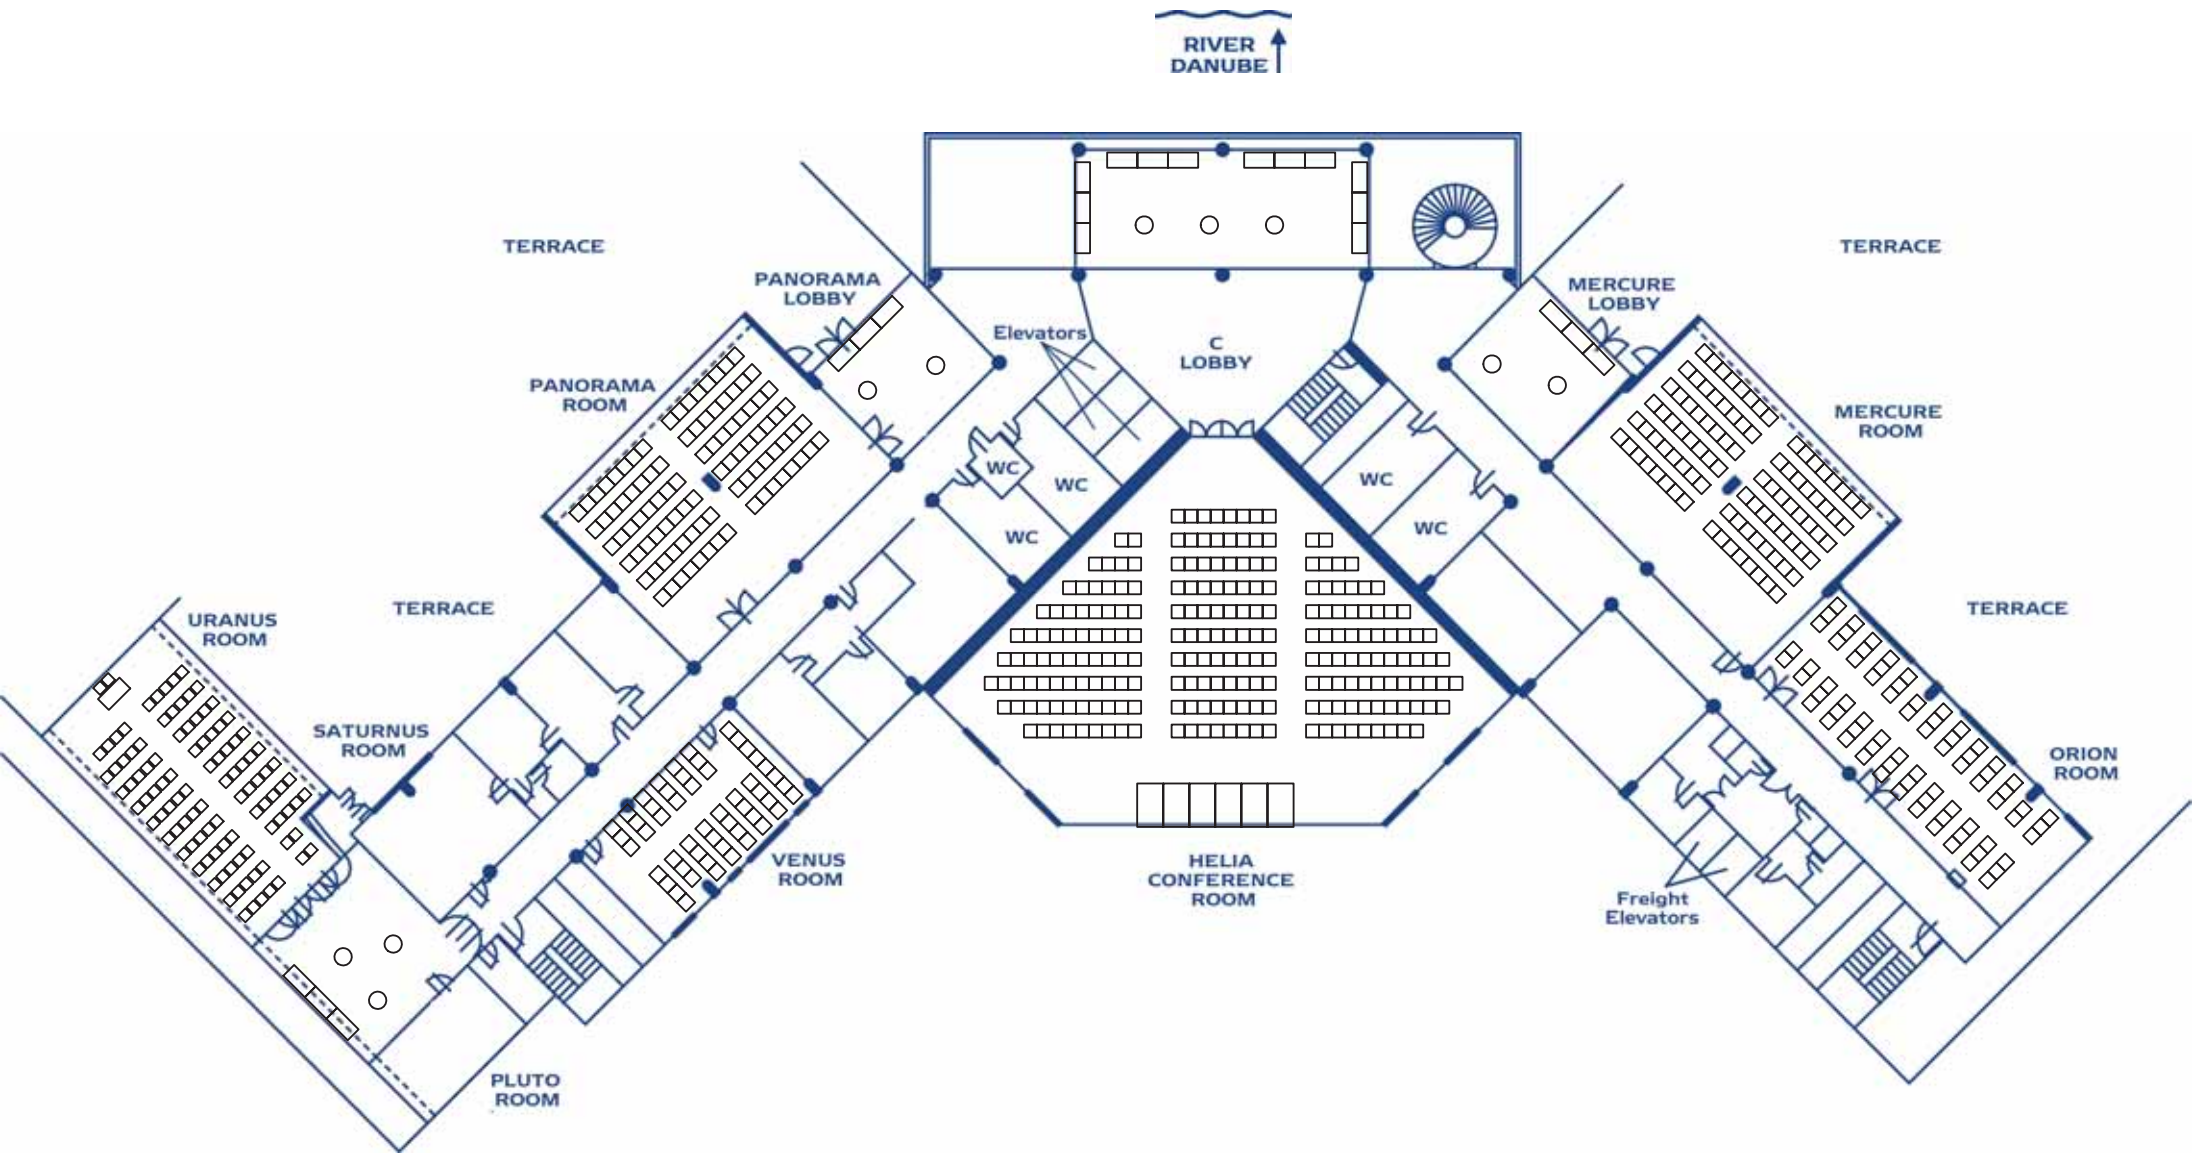 RIVER
DANUBE
TERRACE
TERRACE
PANORAMA
LOBBY
MERCURE
LOBBY
Elevators
C
LOBBY
PANORAMA
ROOM
MERCURE
ROOM
WC
WC
WC
WC
WC
URANUS
ROOM
TERRACE
TERRACE
SATURNUS
ROOM
ORION
ROOM
VENUS
ROOM
HELIA
CONFERENCE
ROOM
Freight
Elevators
PLUTO
ROOM